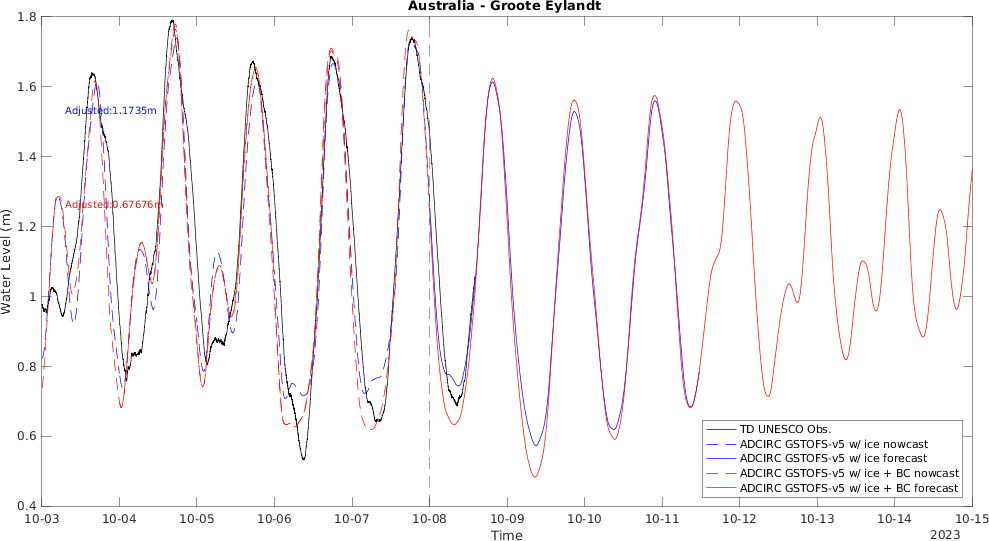 Australia - Groote Eylandt
1.8
1.6
1.4
1.2
1
0.8
0.6
0.4
Water Level (m)
Adjusted:1.1735m
Adjusted:0.67676m
TD UNESCO Obs.
ADCIRC GSTOFS-v5 w/ ice nowcast
ADCIRC GSTOFS-v5 w/ ice forecast
ADCIRC GSTOFS-v5 w/ ice + BC nowcast
ADCIRC GSTOFS-v5 w/ ice + BC forecast
10-03 10-04 10-05 10-06 10-07 10-08 10-09 10-10 10-11 10-12 10-13 10-14 10-15
Time
2023